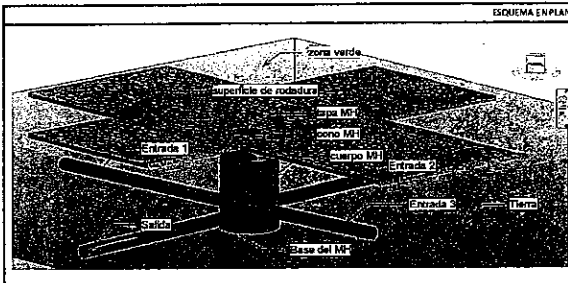 ESQUEMA EN PLAN
zona verde
superficie de rodadura
tapa MH
cono MH
cuerpo MH
Entrada 1
Entrada 2
Entrada 3
Tierra
Salida
Base del MH